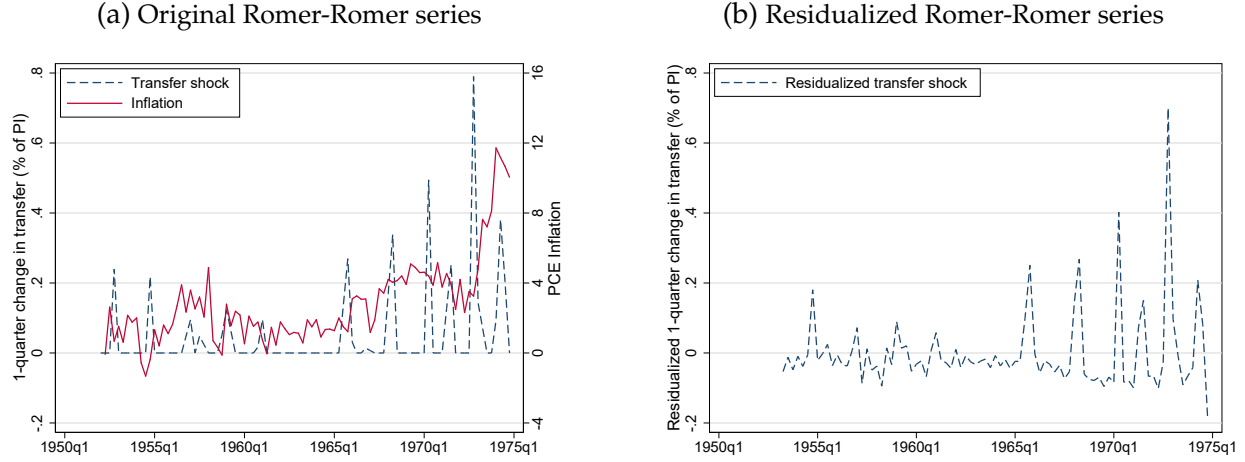 (a) Original Romer-Romer series
Transfer shock
Inflation
1-quarter change in transfer (% of PI)
.8
.6
.4
.2
0
-.2
PCE Inflation
16
12
8
4
0
-4
1950q1 1955q1 1960q1 1965q1 1970q1 1975q1
(b) Residualized Romer-Romer series
Residualized transfer shock
Residualized 1-quarter change in transfer (% of PI)
.8
.6
.4
.2
0
-.2
1950q1 1955q1 1960q1 1965q1 1970q1 1975q1